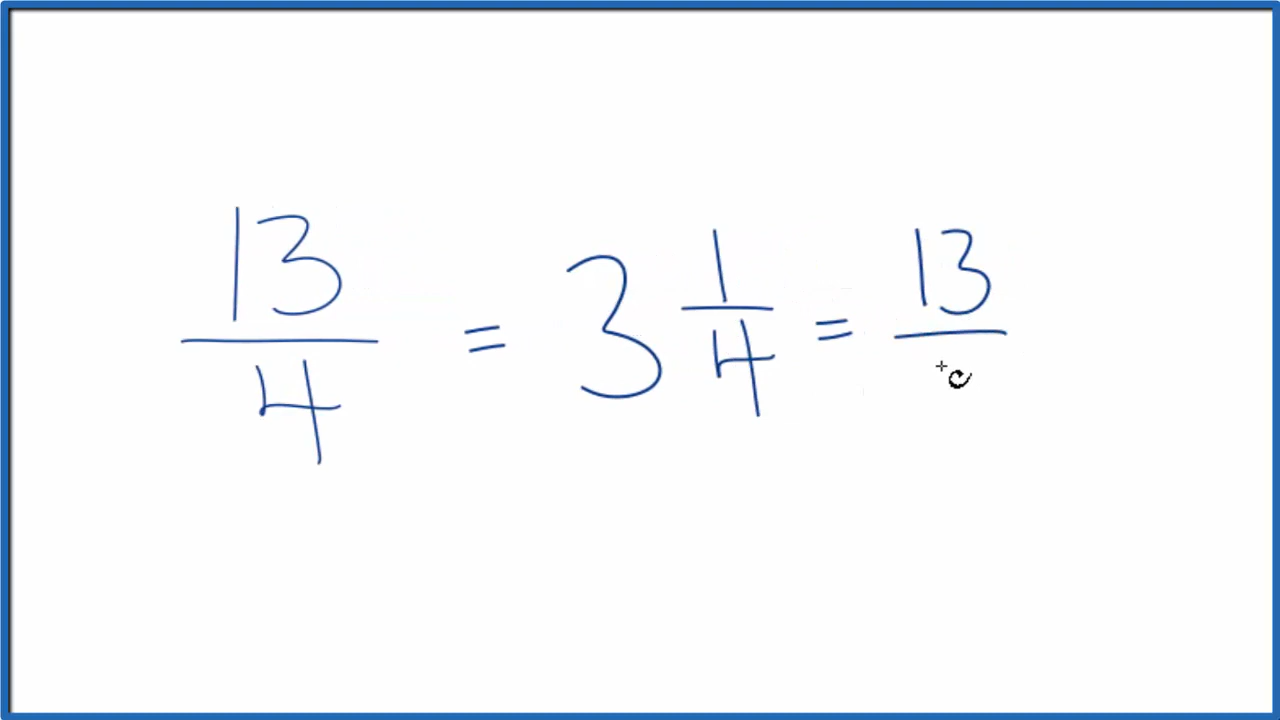 13/4 = 3 1/4 = 13/